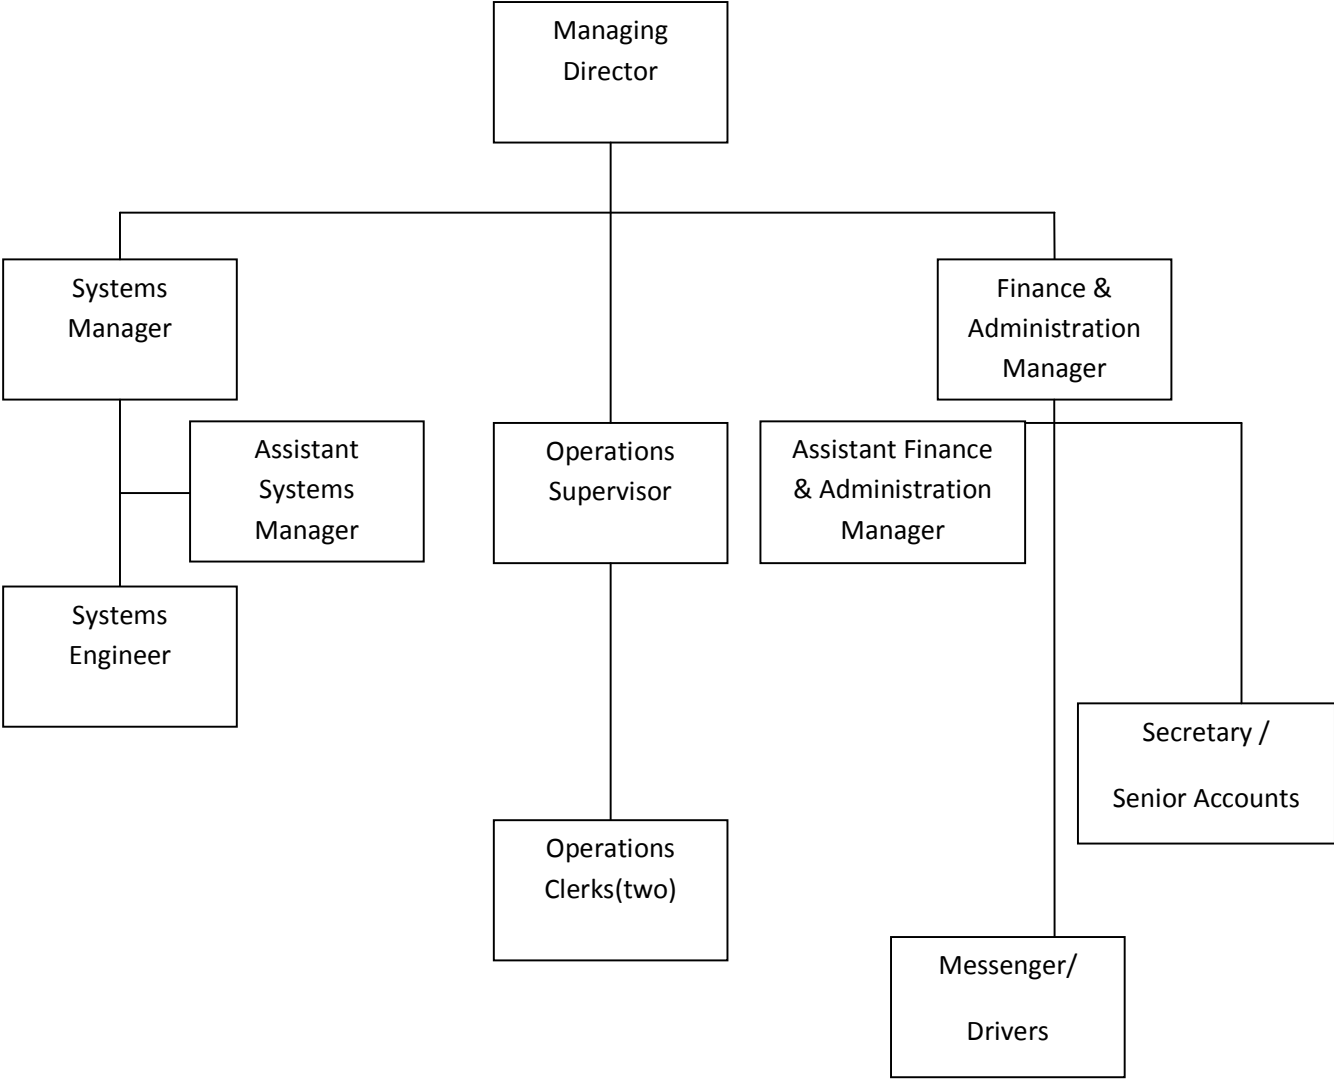 Managing
Director
Systems
Manager
Finance &
Administration
Manager
Assistant
Systems
Manager
Operations
Supervisor
Assistant Finance
& Administration
Manager
Systems
Engineer
Secretary /
Senior Accounts
Operations
Clerks(two)
Messenger/
Drivers